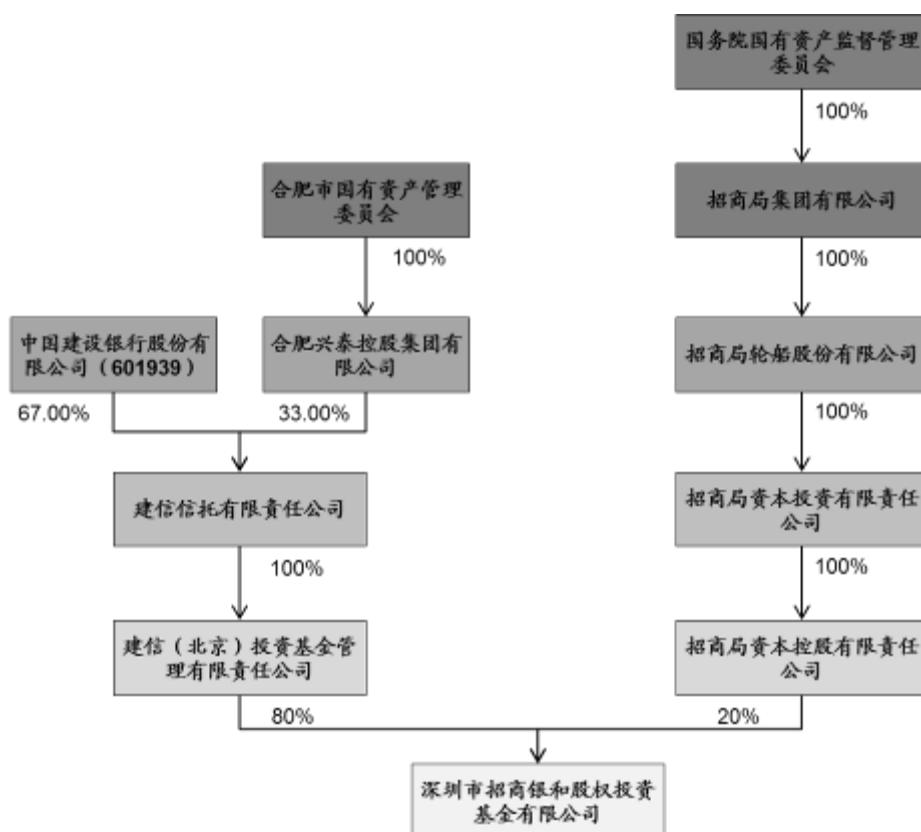 国务院国有资产监督管理
委员会
100%
合肥市国有资产管理
委员会
招商局集团有限公司
100%
100%
中国建设银行股份有
限公司（601939）
合肥兴泰控股集团有
限公司
招商局轮船股份有限公司
67.00%
33.00%
100%
建信信托有限责任公司
招商局资本投资有限责任
公司
100%
100%
建信（北京）投资基金管
理有限责任公司
招商局资本控股有限责任
公司
80%
20%
深圳市招商银和股权投资
基金有限公司